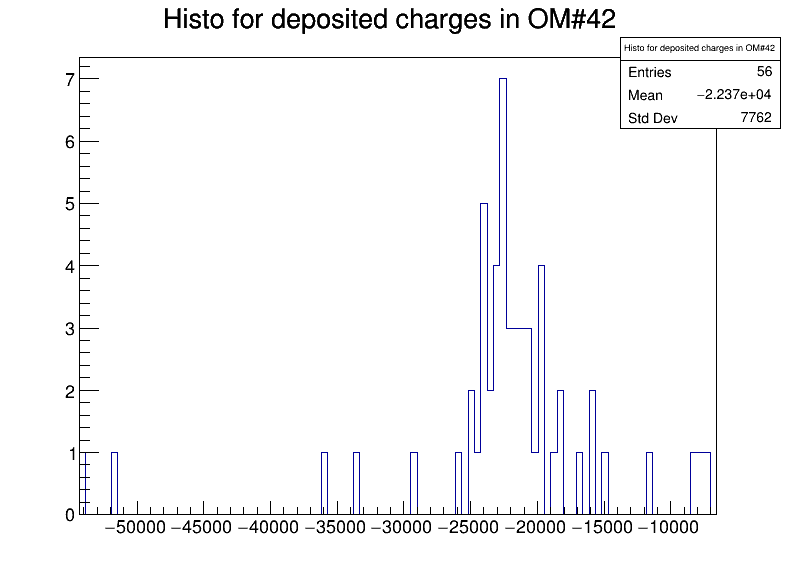 Histo for deposited charges in OM#42
Histo for deposited charges in OM#42
Entries 56
Mean −2.237e+04
Std Dev 7762
7
6
5
4
3
2
1
0
−50000 −45000 −40000 −35000 −30000 −25000 −20000 −15000 −10000